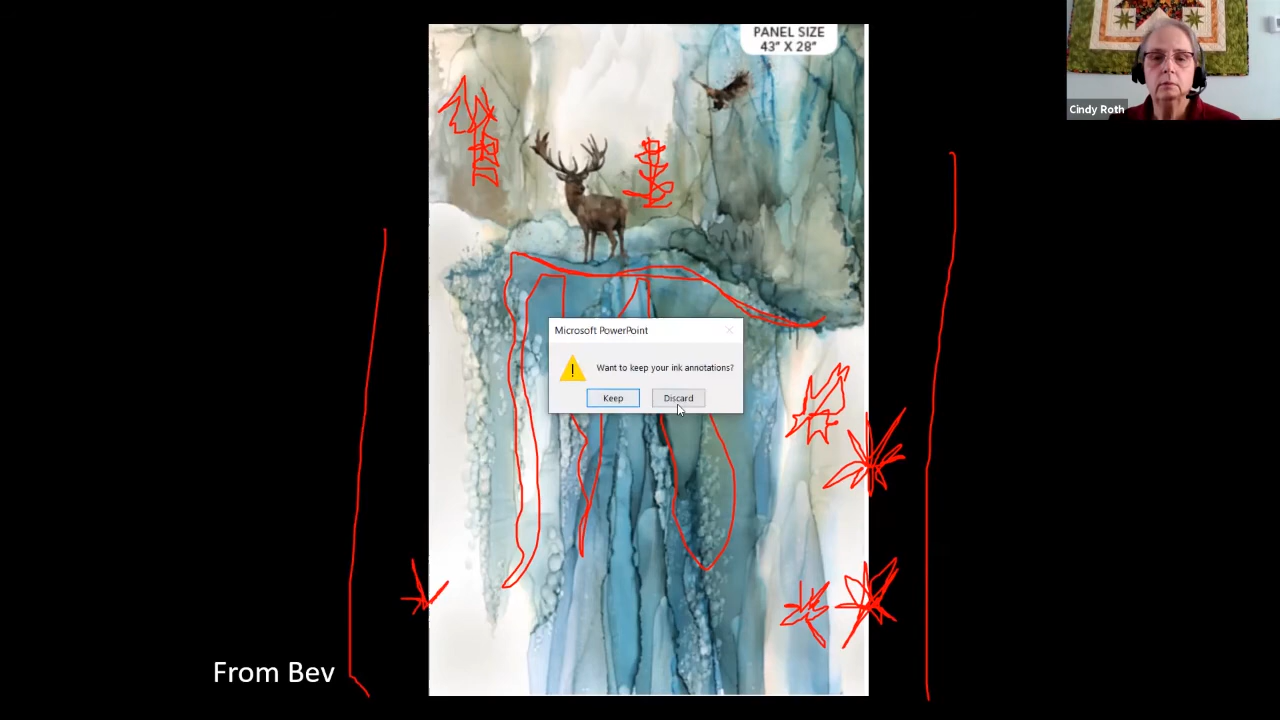 PANEL SIZE
43" X 28"
Cindy Roth
Microsoft PowerPoint
Want to keep your ink annotations?
Keep
Discard
From Bev